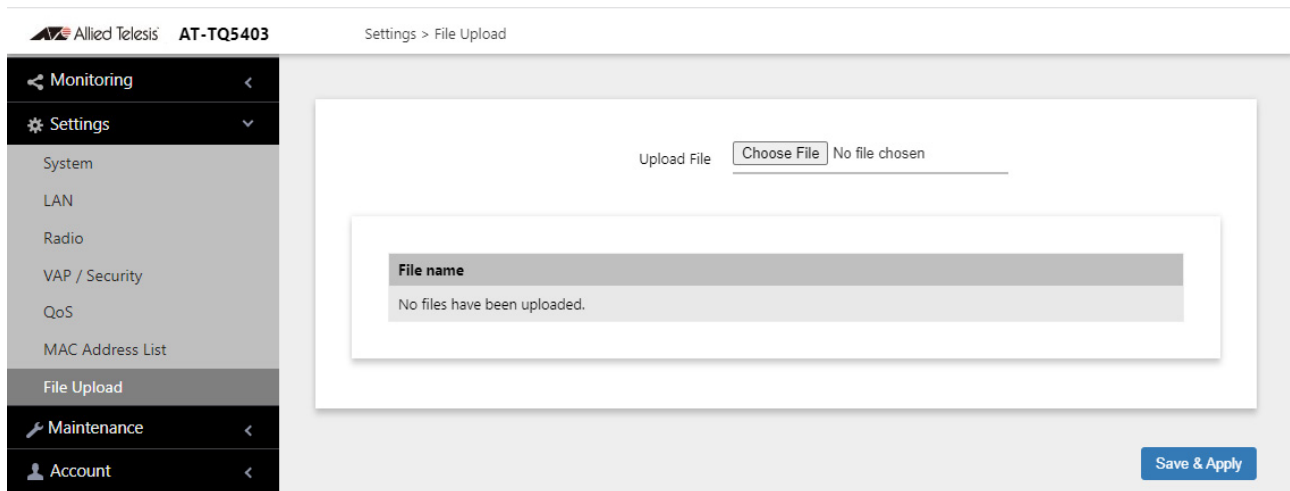 Allied Telesis AT-TQ5403 Settings > File Upload
Monitoring
Settings
System
LAN
Radio
VAP / Security
QoS
MAC Address List
File Upload
Maintenance
Account
Upload File Choose File No file chosen
File name
No files have been uploaded.
Save & Apply